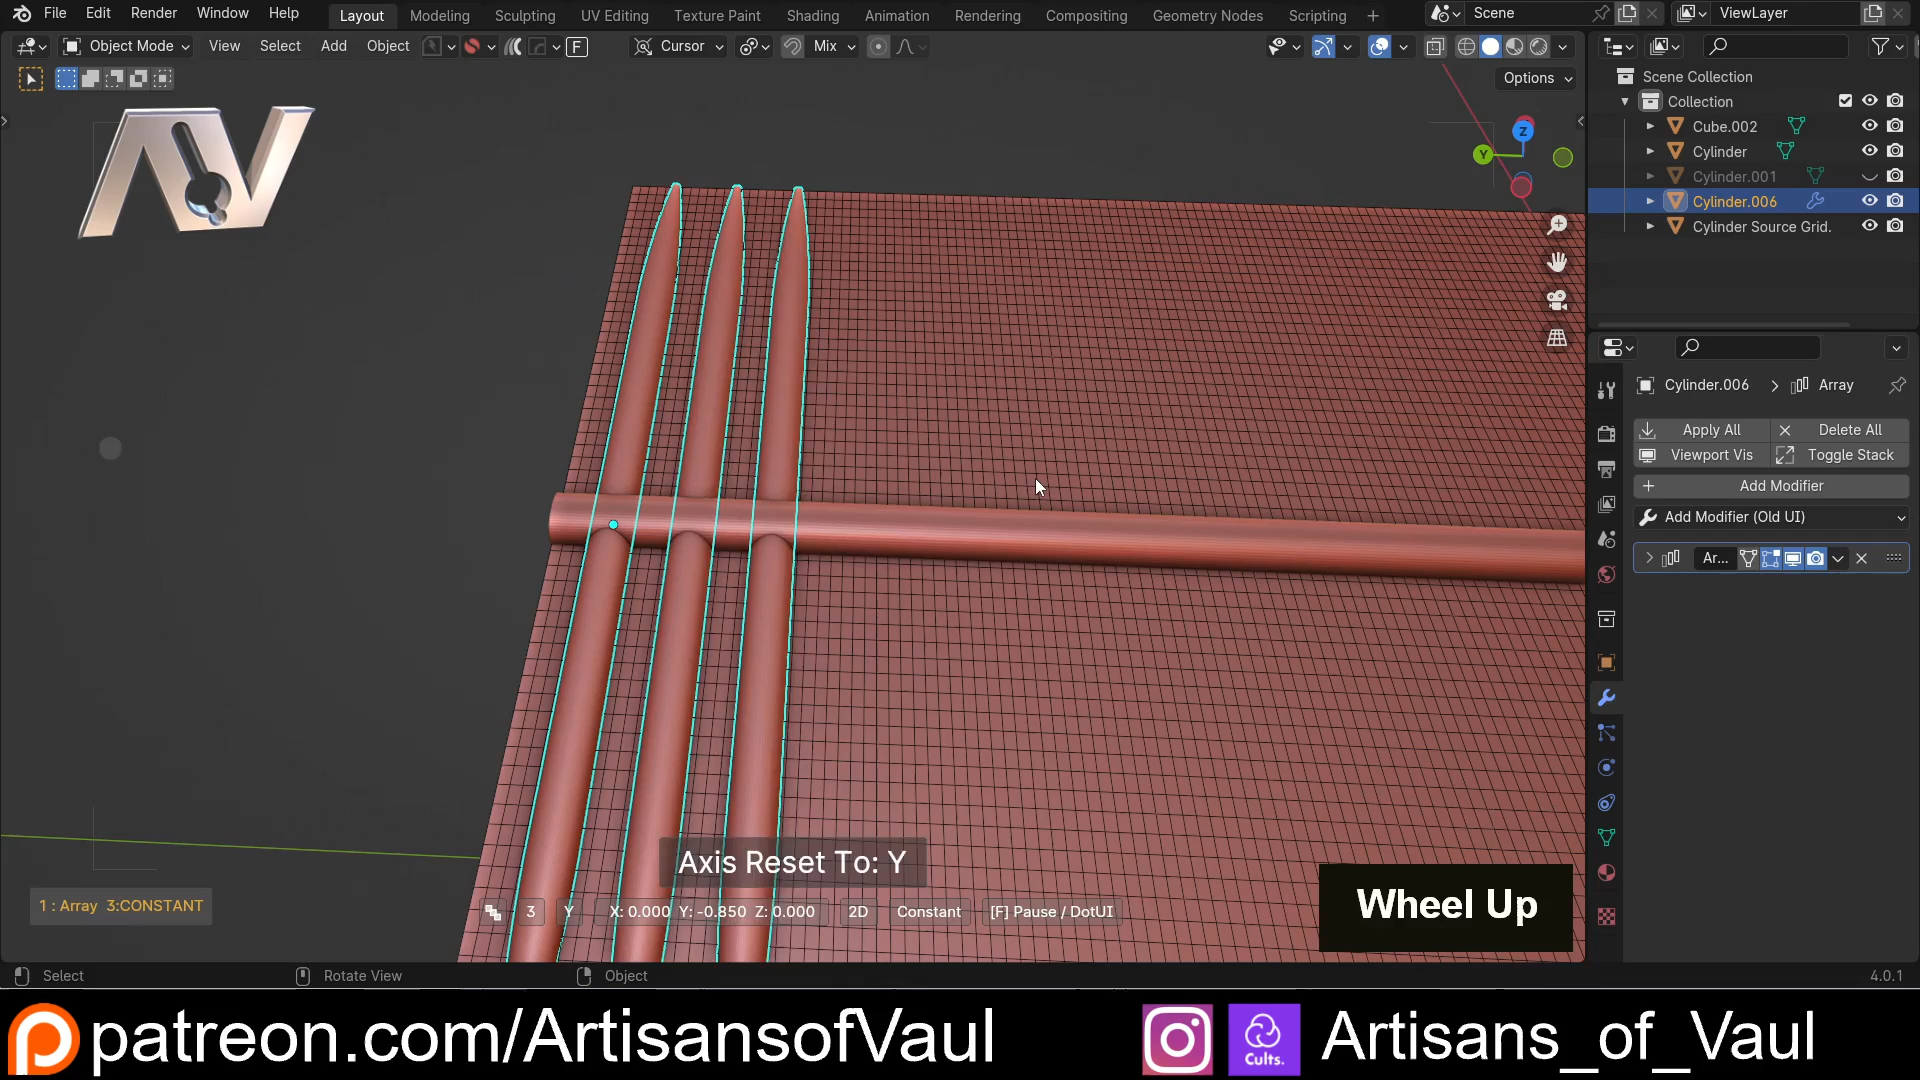 File Edit Render Window Help Layout Modeling Sculpting UV Editing Texture Paint Shading Animation Rendering Compositing Geometry Nodes Scripting + Scene ViewLayer
Object Mode View Select Add Object F Cursor Mix
Options
Scene Collection
Collection
Cube.002
Cylinder
Cylinder.001
Cylinder.006
Cylinder Source Grid.
Z
Y
Cylinder.006 > Array
Apply All Delete All
Viewport Vis Toggle Stack
Add Modifier
Add Modifier (Old UI)
Ar...
Axis Reset To: Y
1 : Array 3:CONSTANT
3 Y X: 0.000 Y: -0.850 Z: 0.000 2D Constant [F] Pause / DotUI
Wheel Up
Select Rotate View Object 4.0.1
patreon.com/ArtisansofVaul Cults. Artisans_of_Vaul